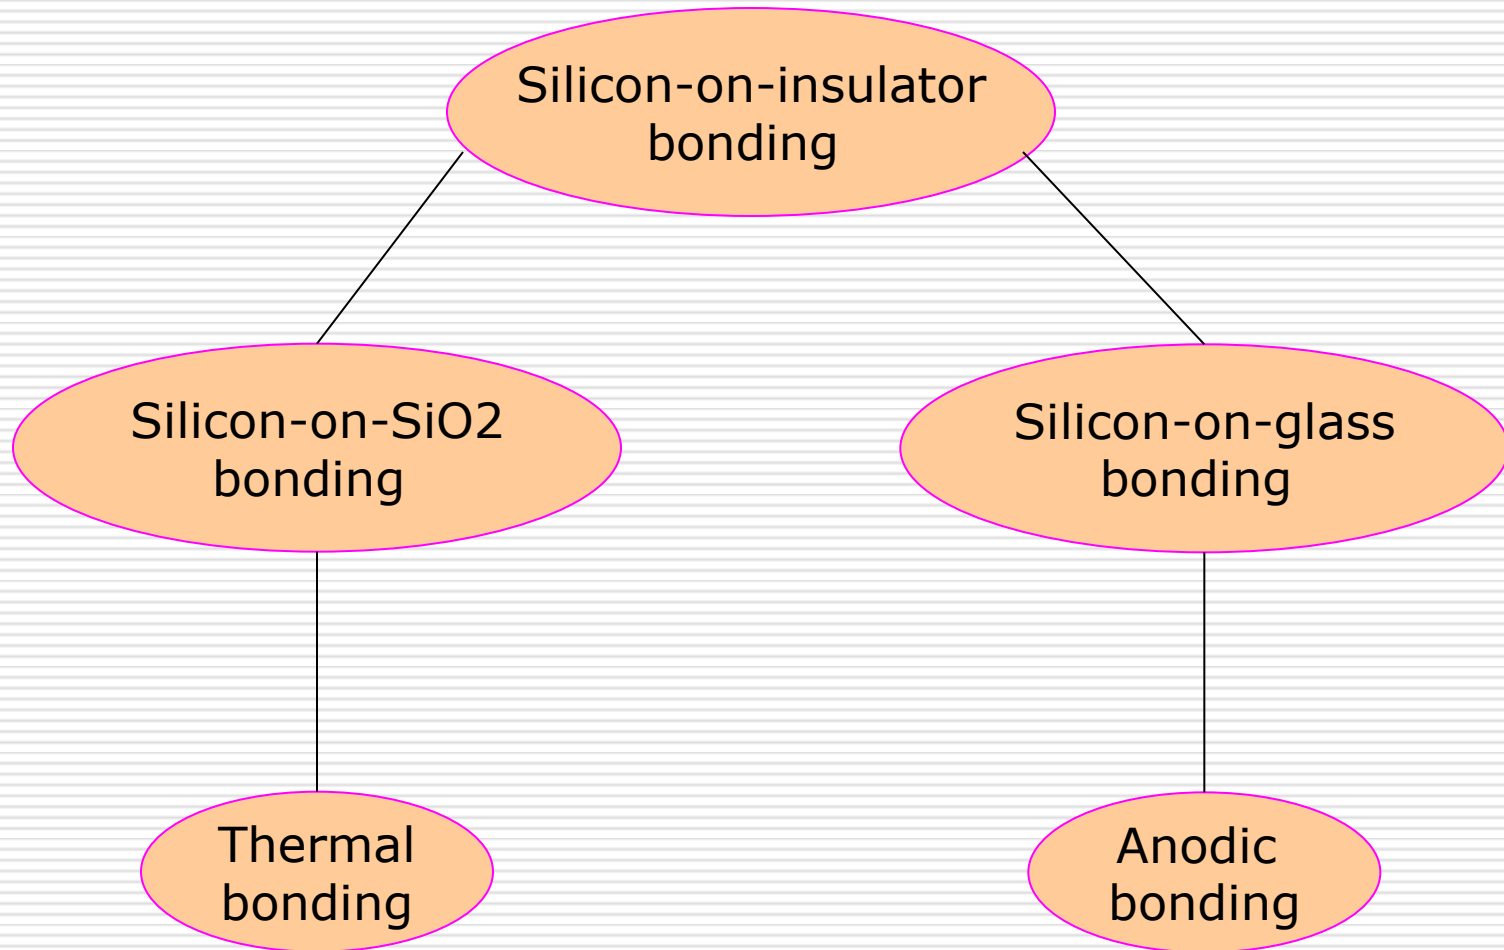 Silicon-on-insulator
bonding
Silicon-on-SiO2
bonding
Silicon-on-glass
bonding
Thermal
bonding
Anodic
bonding